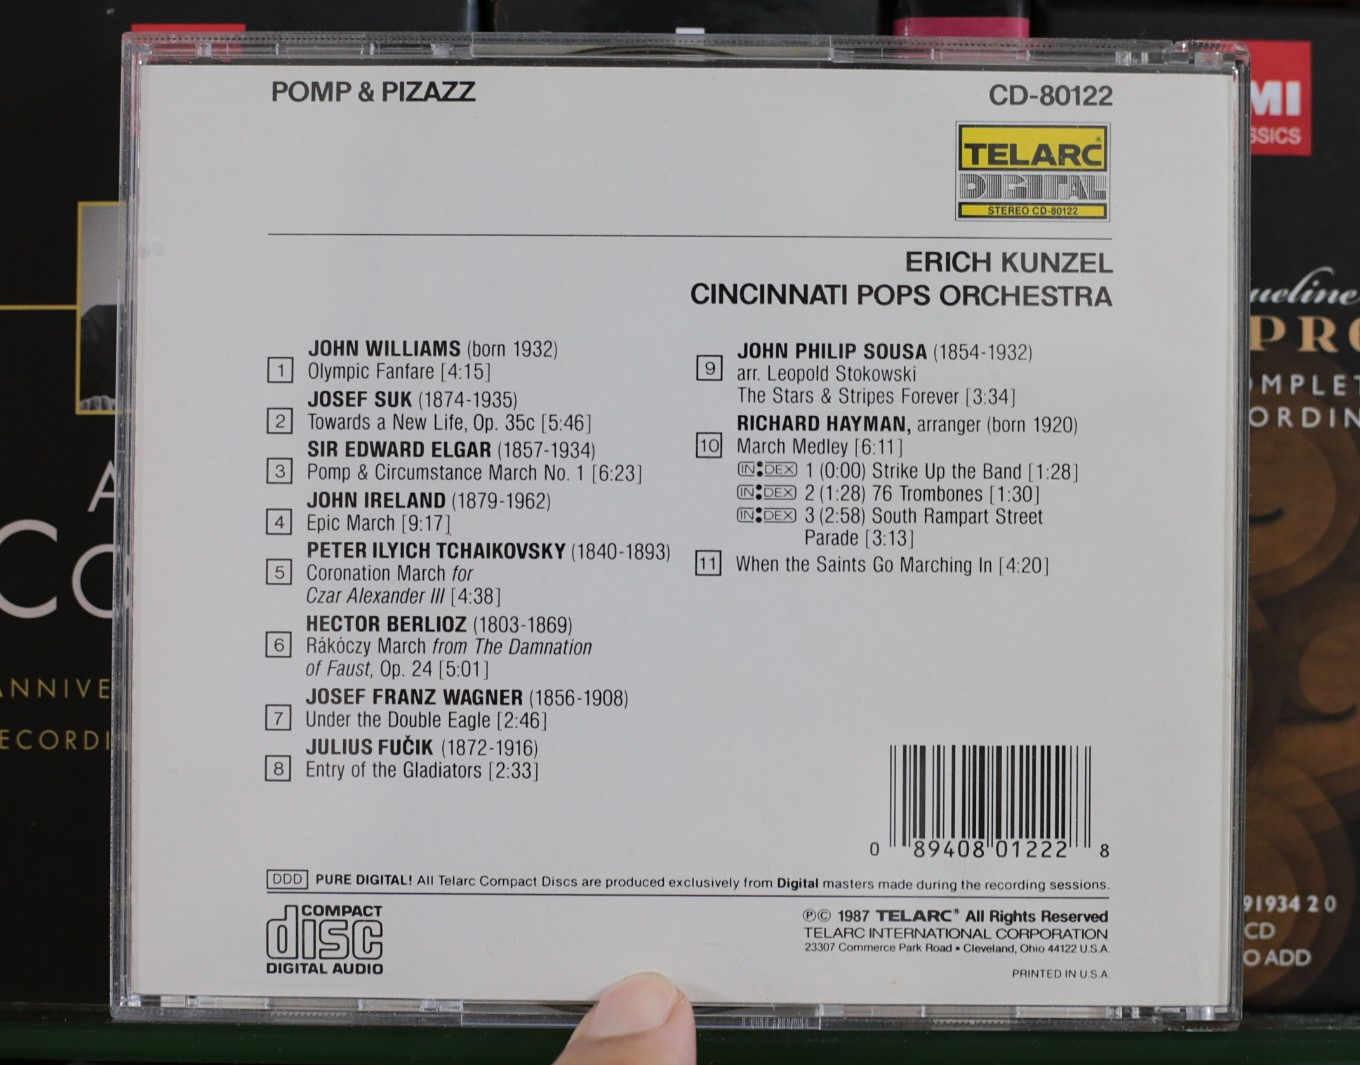 POMP & PIZAZZ
CD-80122
TELARC®
DIGITAL
STEREO CD-80122
ERICH KUNZEL
CINCINNATI POPS ORCHESTRA
JOHN WILLIAMS (born 1932)
1 Olympic Fanfare [4:15]
JOSEF SUK (1874-1935)
2 Towards a New Life, Op. 35c [5:46]
SIR EDWARD ELGAR (1857-1934)
3 Pomp & Circumstance March No. 1 [6:23]
JOHN IRELAND (1879-1962)
4 Epic March [9:17]
PETER ILYICH TCHAIKOVSKY (1840-1893)
5 Coronation March for
Czar Alexander III [4:38]
HECTOR BERLIOZ (1803-1869)
6 Rákóczy March from The Damnation
of Faust, Op. 24 [5:01]
JOSEF FRANZ WAGNER (1856-1908)
7 Under the Double Eagle [2:46]
JULIUS FUČIK (1872-1916)
8 Entry of the Gladiators [2:33]
JOHN PHILIP SOUSA (1854-1932)
9 arr. Leopold Stokowski
The Stars & Stripes Forever [3:34]
RICHARD HAYMAN, arranger (born 1920)
10 March Medley [6:11]
INDEX 1 (0:00) Strike Up the Band [1:28]
INDEX 2 (1:28) 76 Trombones [1:30]
INDEX 3 (2:58) South Rampart Street
Parade [3:13]
11 When the Saints Go Marching In [4:20]
0 89408 01222 8
DDD PURE DIGITAL! All Telarc Compact Discs are produced exclusively from Digital masters made during the recording sessions.
COMPACT
disc
DIGITAL AUDIO
℗© 1987 TELARC® All Rights Reserved
TELARC INTERNATIONAL CORPORATION
23307 Commerce Park Road • Cleveland, Ohio 44122 U.S.A.
PRINTED IN U.S.A.
91934 2 0
CD